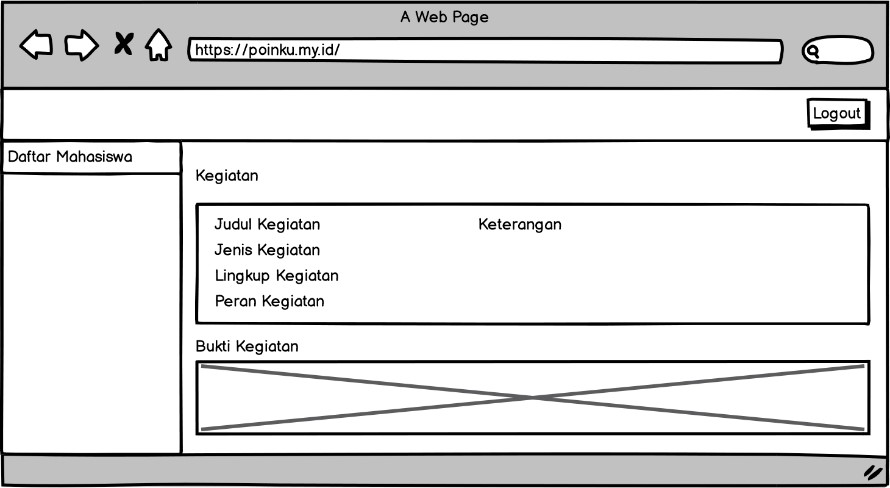 A Web Page
https://poinku.my.id/
Logout
Daftar Mahasiswa
Kegiatan
Judul Kegiatan
Keterangan
Jenis Kegiatan
Lingkup Kegiatan
Peran Kegiatan
Bukti Kegiatan